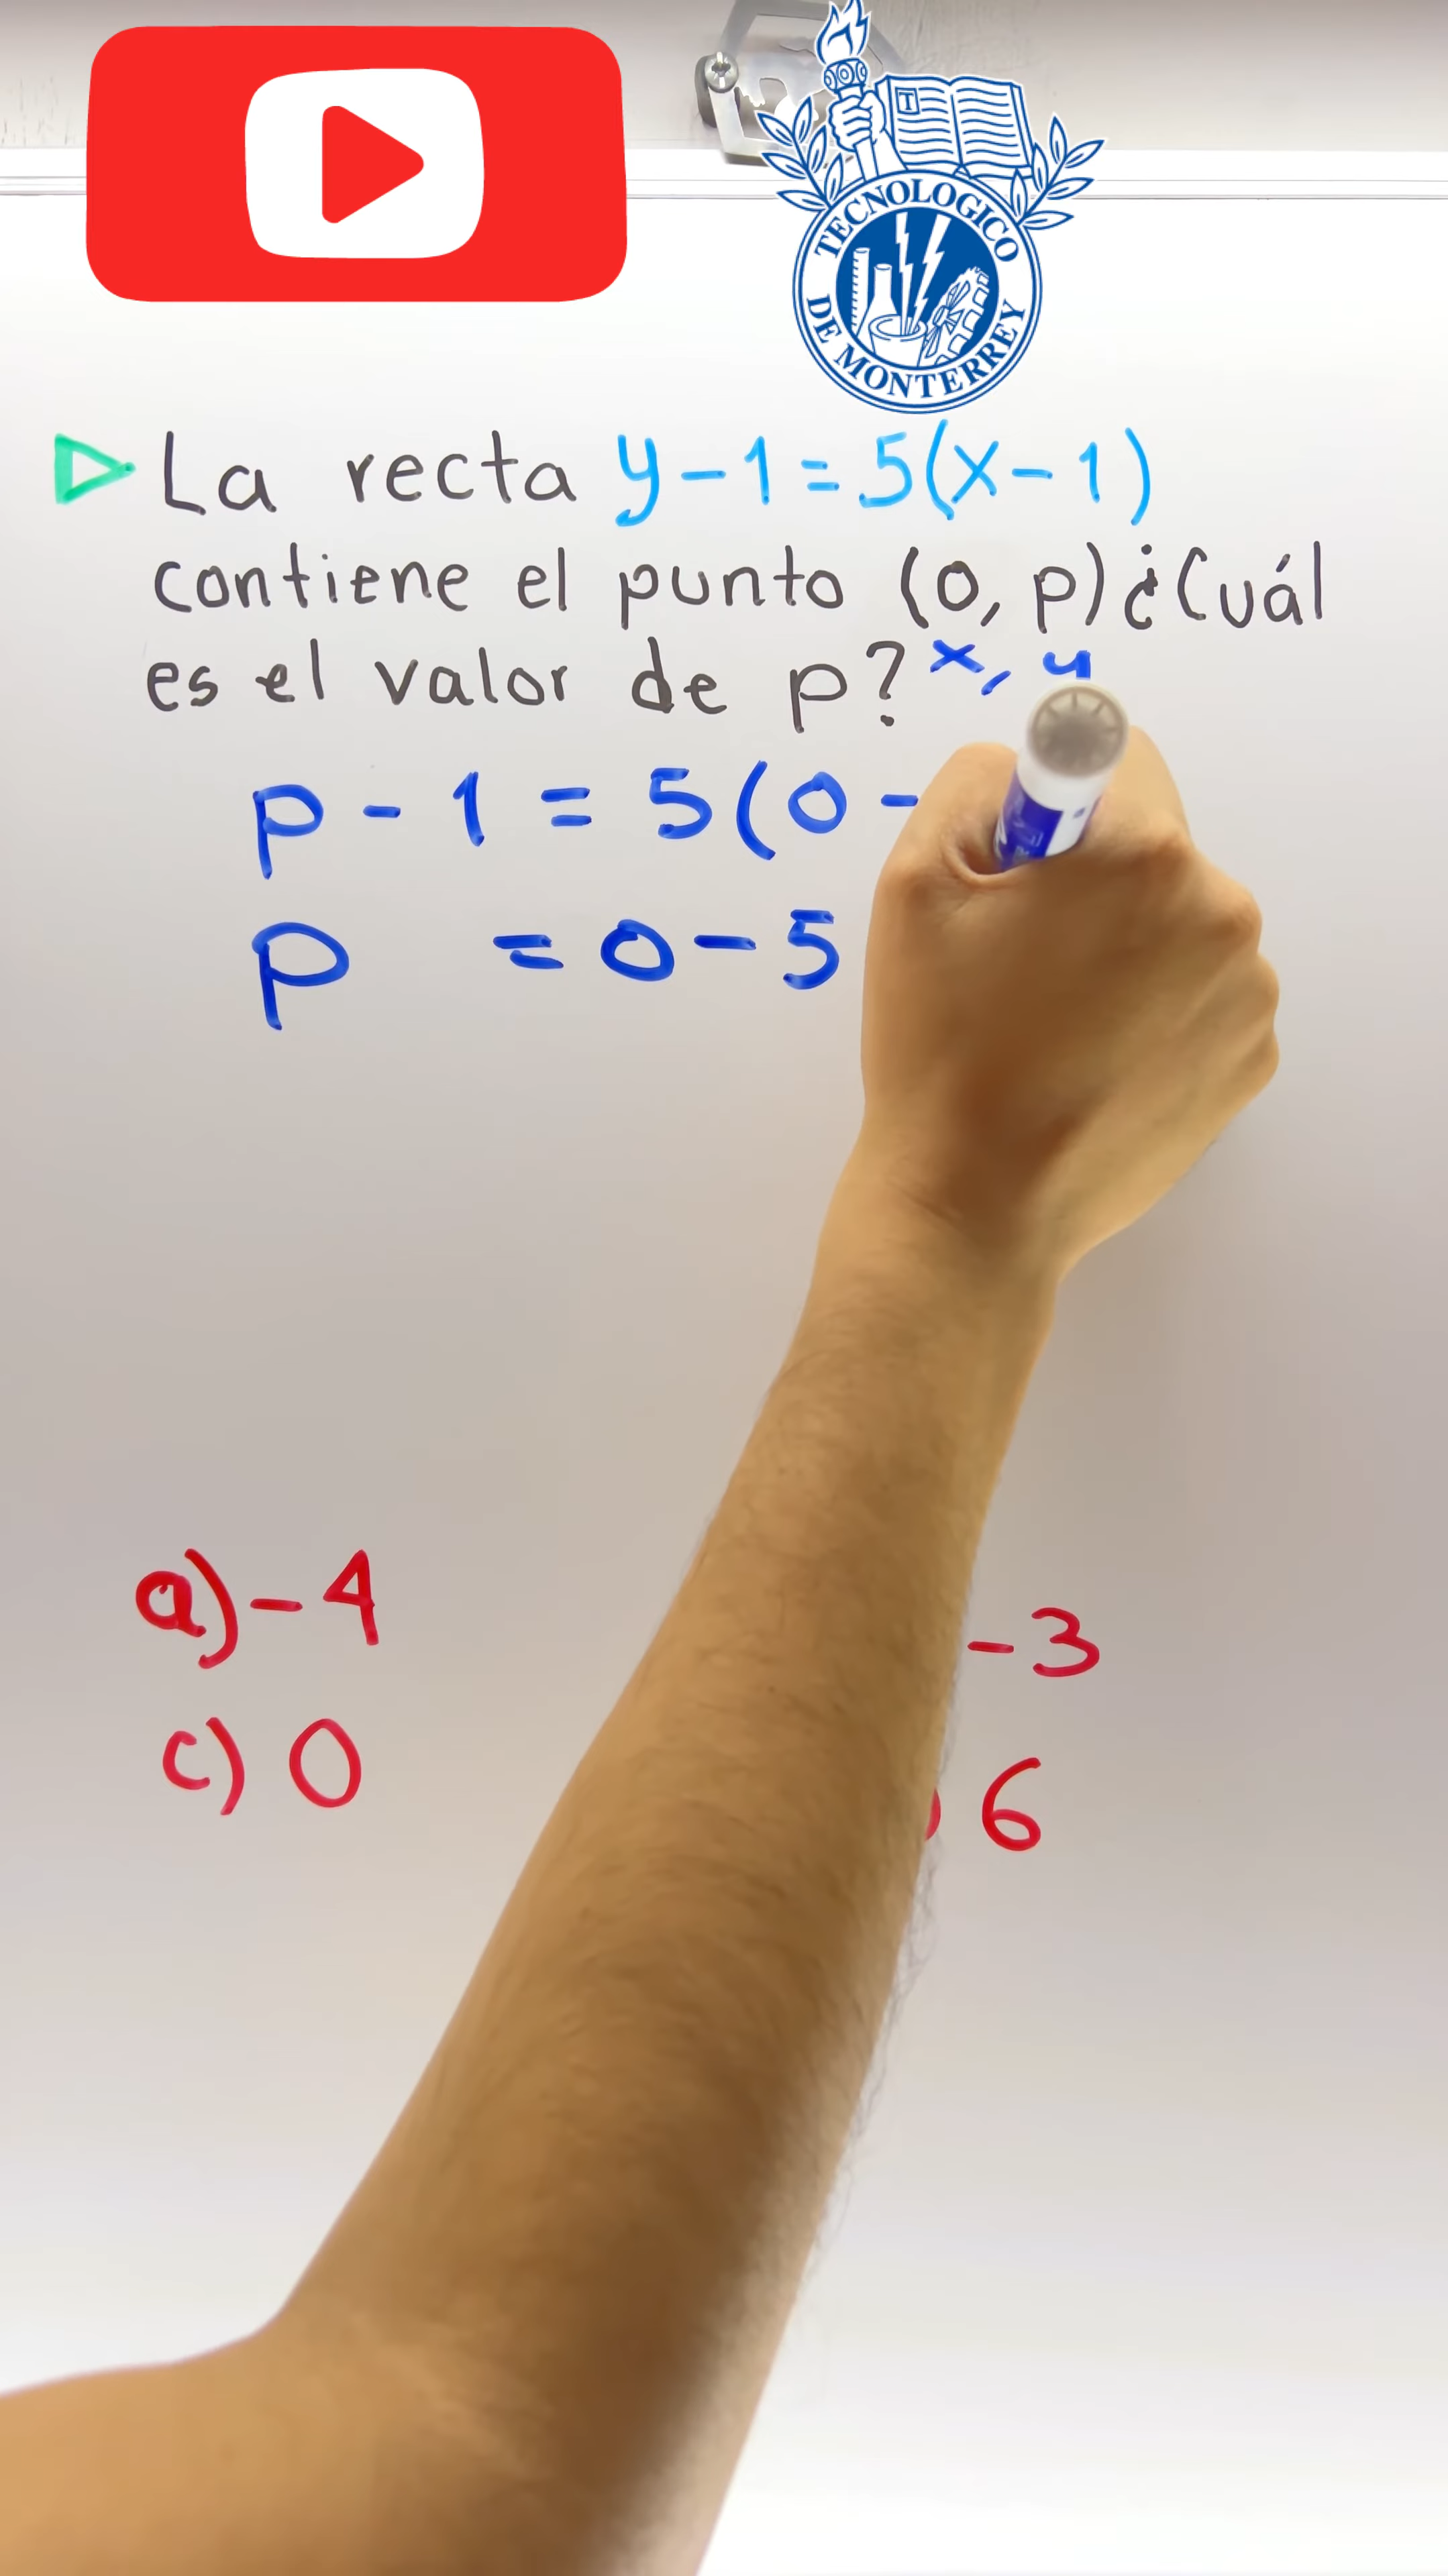 TECNOLOGICO
DE MONTERREY
T
La recta y-1=5(x-1)
contiene el punto (0, p) ¿Cuál
es el valor de p? x, y
p - 1 = 5(0 -
p = 0 - 5
a) -4
-3
c) 0
) 6